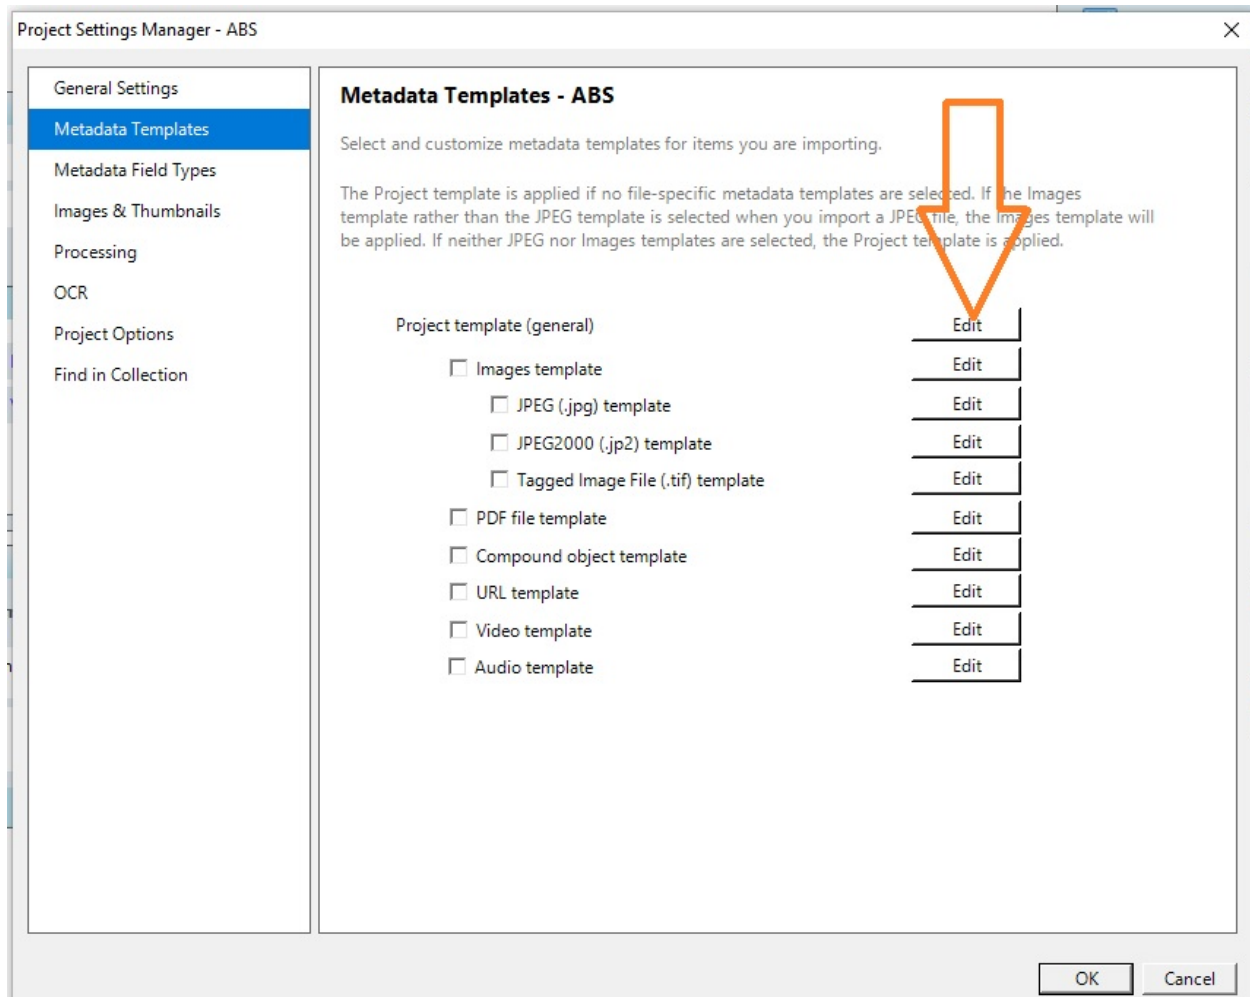 Project Settings Manager - ABS
General Settings
Metadata Templates
Metadata Field Types
Images & Thumbnails
Processing
OCR
Project Options
Find in Collection
Metadata Templates - ABS
Select and customize metadata templates for items you are importing.
The Project template is applied if no file-specific metadata templates are selected. If the Images
template rather than the JPEG template is selected when you import a JPEG file, the Images template will
be applied. If neither JPEG nor Images templates are selected, the Project template is applied.
Project template (general) Edit
Images template Edit
JPEG (.jpg) template Edit
JPEG2000 (.jp2) template Edit
Tagged Image File (.tif) template Edit
PDF file template Edit
Compound object template Edit
URL template Edit
Video template Edit
Audio template Edit
OK Cancel